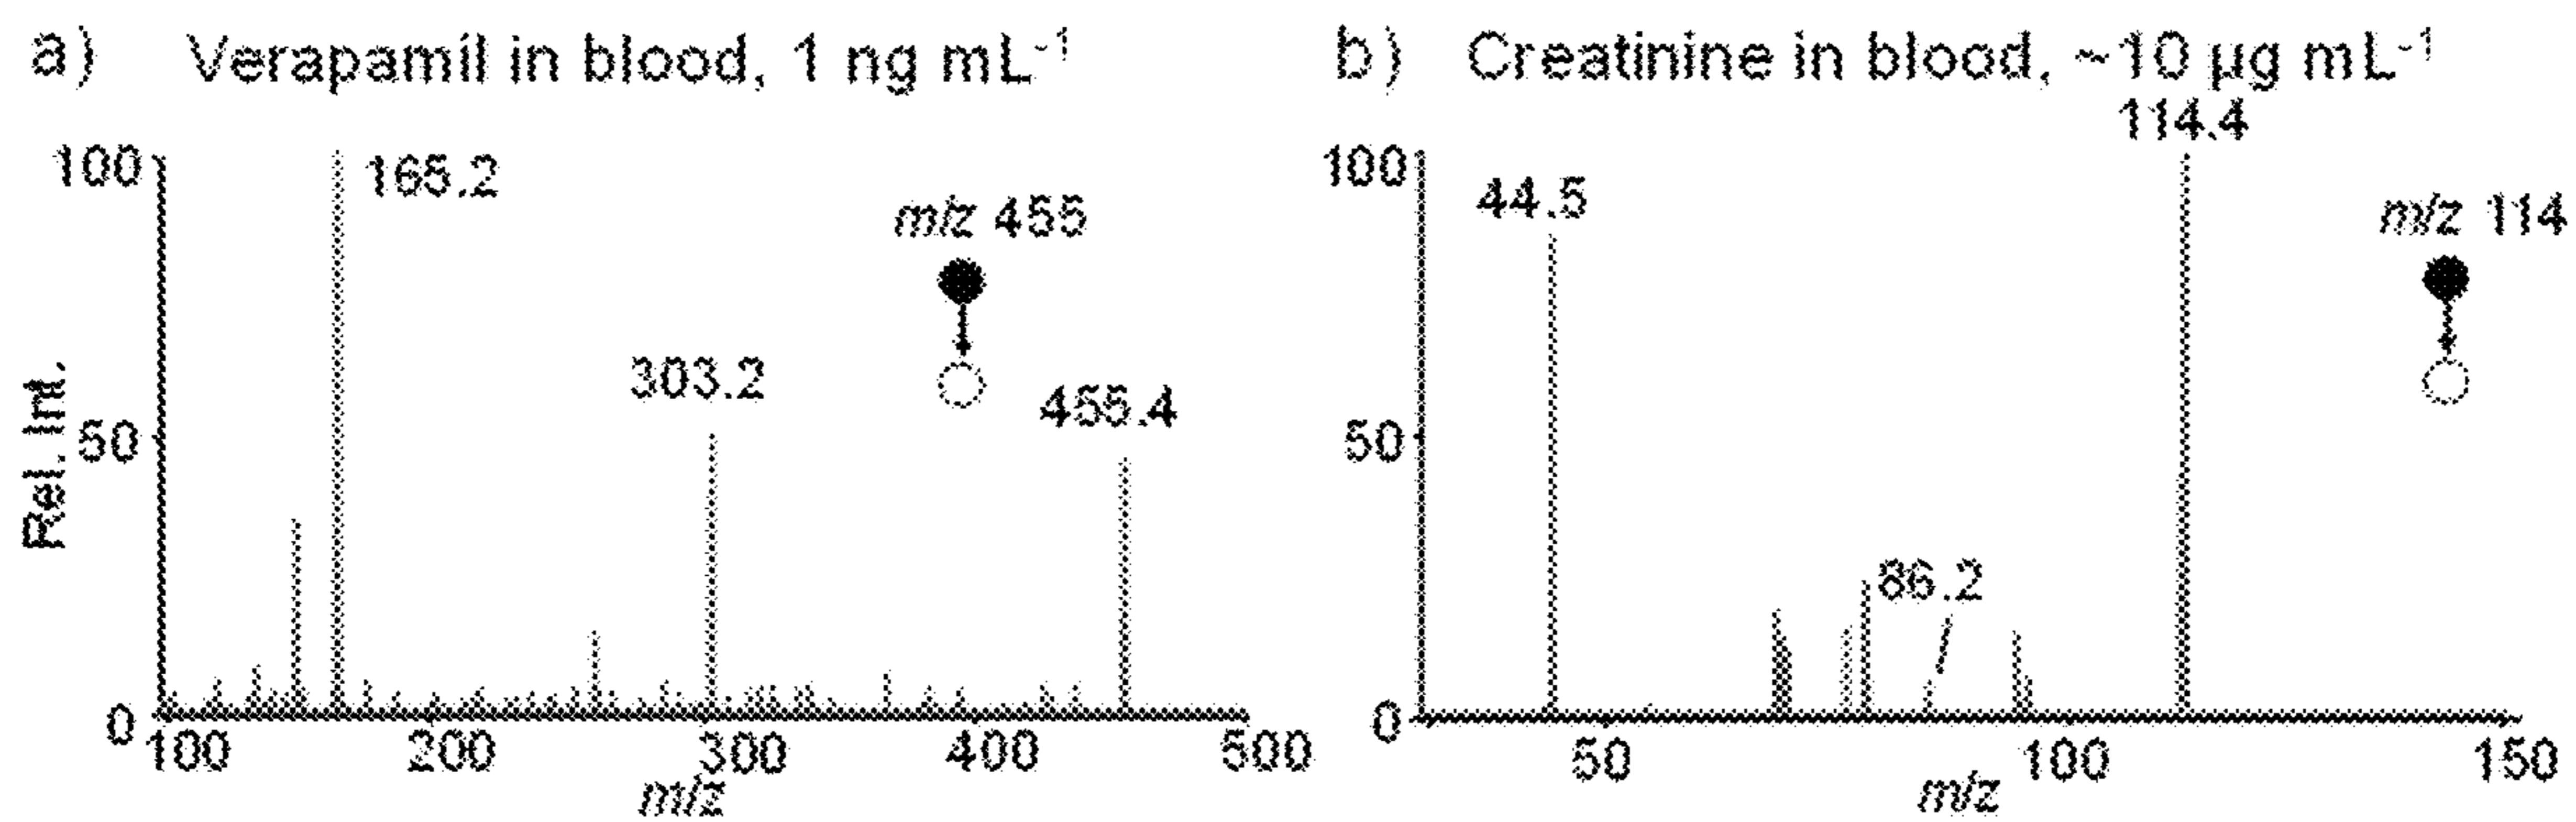 a) Verapamil in blood, 1 ng mL⁻¹
100
165.2
m/z 455
303.2
455.4
Rel. Int.
50
0
100 200 300 400 500
m/z
b) Creatinine in blood, ~10 µg mL⁻¹
114.4
100
44.5
m/z 114
50
86.2
0
50 100 150
m/z